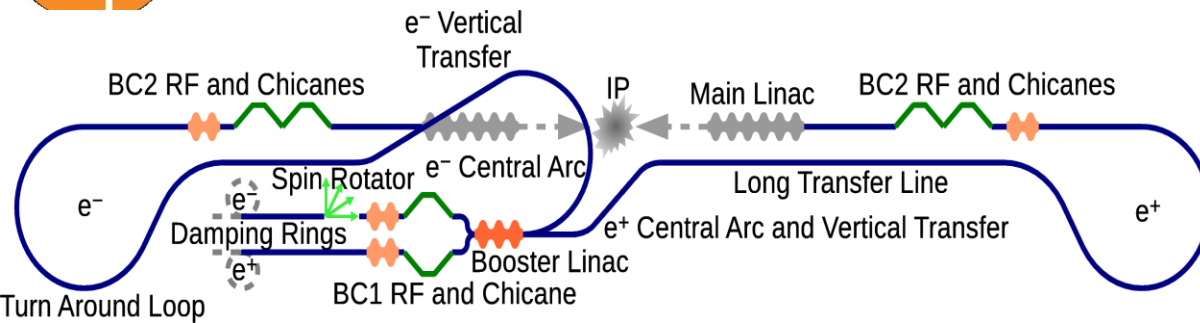 e⁻ Vertical
Transfer
BC2 RF and Chicanes
IP
Main Linac
BC2 RF and Chicanes
e⁻ Central Arc
Spin Rotator
Long Transfer Line
e⁻
e⁻
e⁺
Damping Rings
e⁺ Central Arc and Vertical Transfer
e⁺
Booster Linac
BC1 RF and Chicane
Turn Around Loop